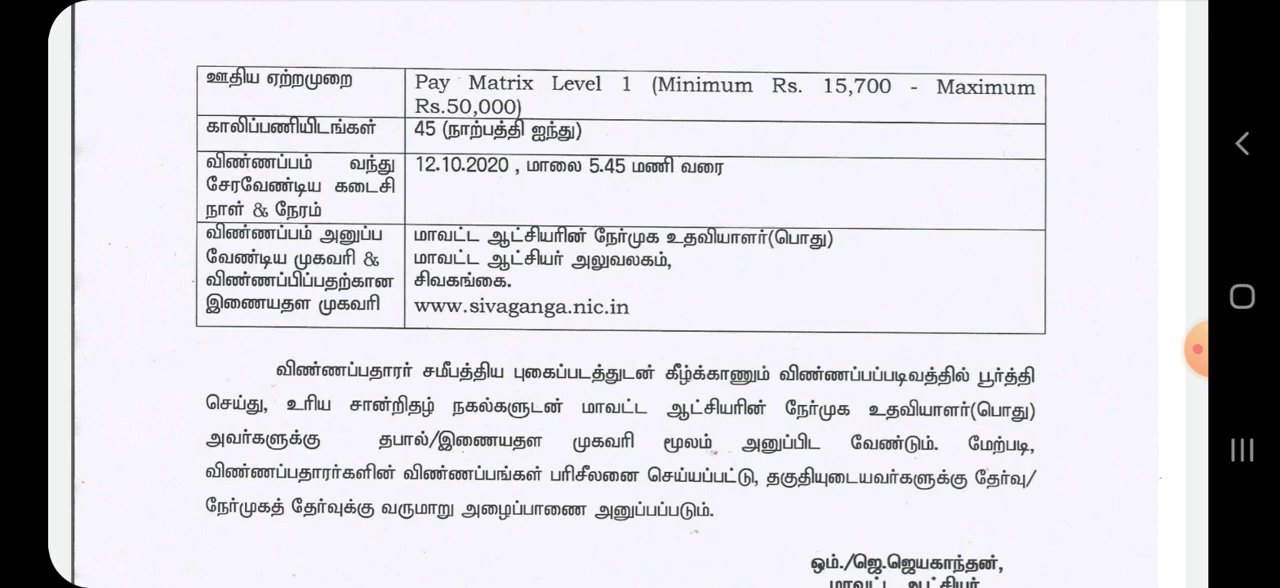 ஊதிய ஏற்றமுறை
Pay Matrix Level 1 (Minimum Rs. 15,700 - Maximum
Rs.50,000)
காலிப்பணியிடங்கள்
45 (நாற்பத்தி ஐந்து)
விண்ணப்பம் வந்து
சேரவேண்டிய கடைசி
நாள் & நேரம்
12.10.2020 , மாலை 5.45 மணி வரை
விண்ணப்பம் அனுப்ப
வேண்டிய முகவரி &
விண்ணப்பிப்பதற்கான
இணையதள முகவரி
மாவட்ட ஆட்சியரின் நேர்முக உதவியாளர்(பொது)
மாவட்ட ஆட்சியர் அலுவலகம்,
சிவகங்கை.
www.sivaganga.nic.in
விண்ணப்பதாரர் சமீபத்திய புகைப்படத்துடன் கீழ்க்காணும் விண்ணப்பப்படிவத்தில் பூர்த்தி
செய்து, உரிய சான்றிதழ் நகல்களுடன் மாவட்ட ஆட்சியரின் நேர்முக உதவியாளர்(பொது)
அவர்களுக்கு தபால்/இணையதள முகவரி மூலம் அனுப்பிட வேண்டும். மேற்படி,
விண்ணப்பதாரர்களின் விண்ணப்பங்கள் பரிசீலனை செய்யப்பட்டு, தகுதியுடையவர்களுக்கு தேர்வு/
நேர்முகத் தேர்வுக்கு வருமாறு அழைப்பாணை அனுப்பப்படும்.
ஒம்./ஜெ.ஜெயகாந்தன்,
மாவட்ட ஆட்சியர்